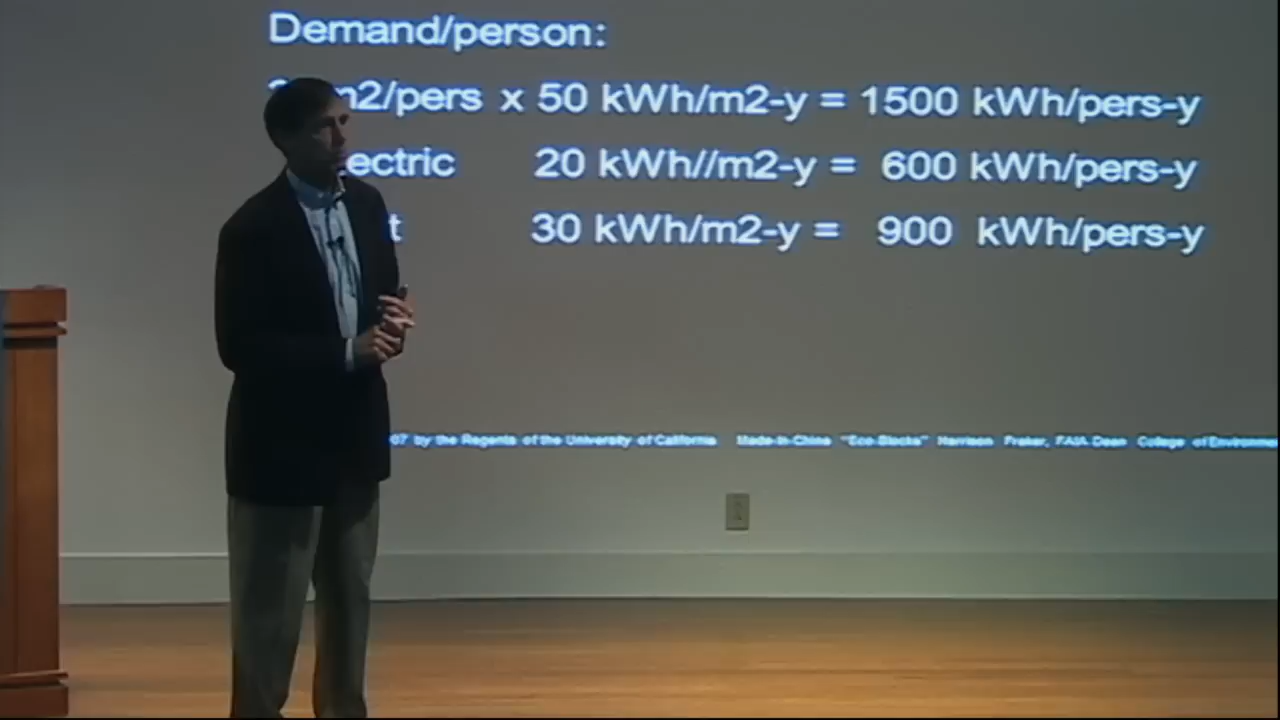 Demand/person:
m2/pers x 50 kWh/m2-y = 1500 kWh/pers-y
ectric 20 kWh//m2-y = 600 kWh/pers-y
t 30 kWh/m2-y = 900 kWh/pers-y
07 by the Regents of the University of California Made-In-China "Eco-Blocks" Harrison Fraker, FAIA Dean College of Environme